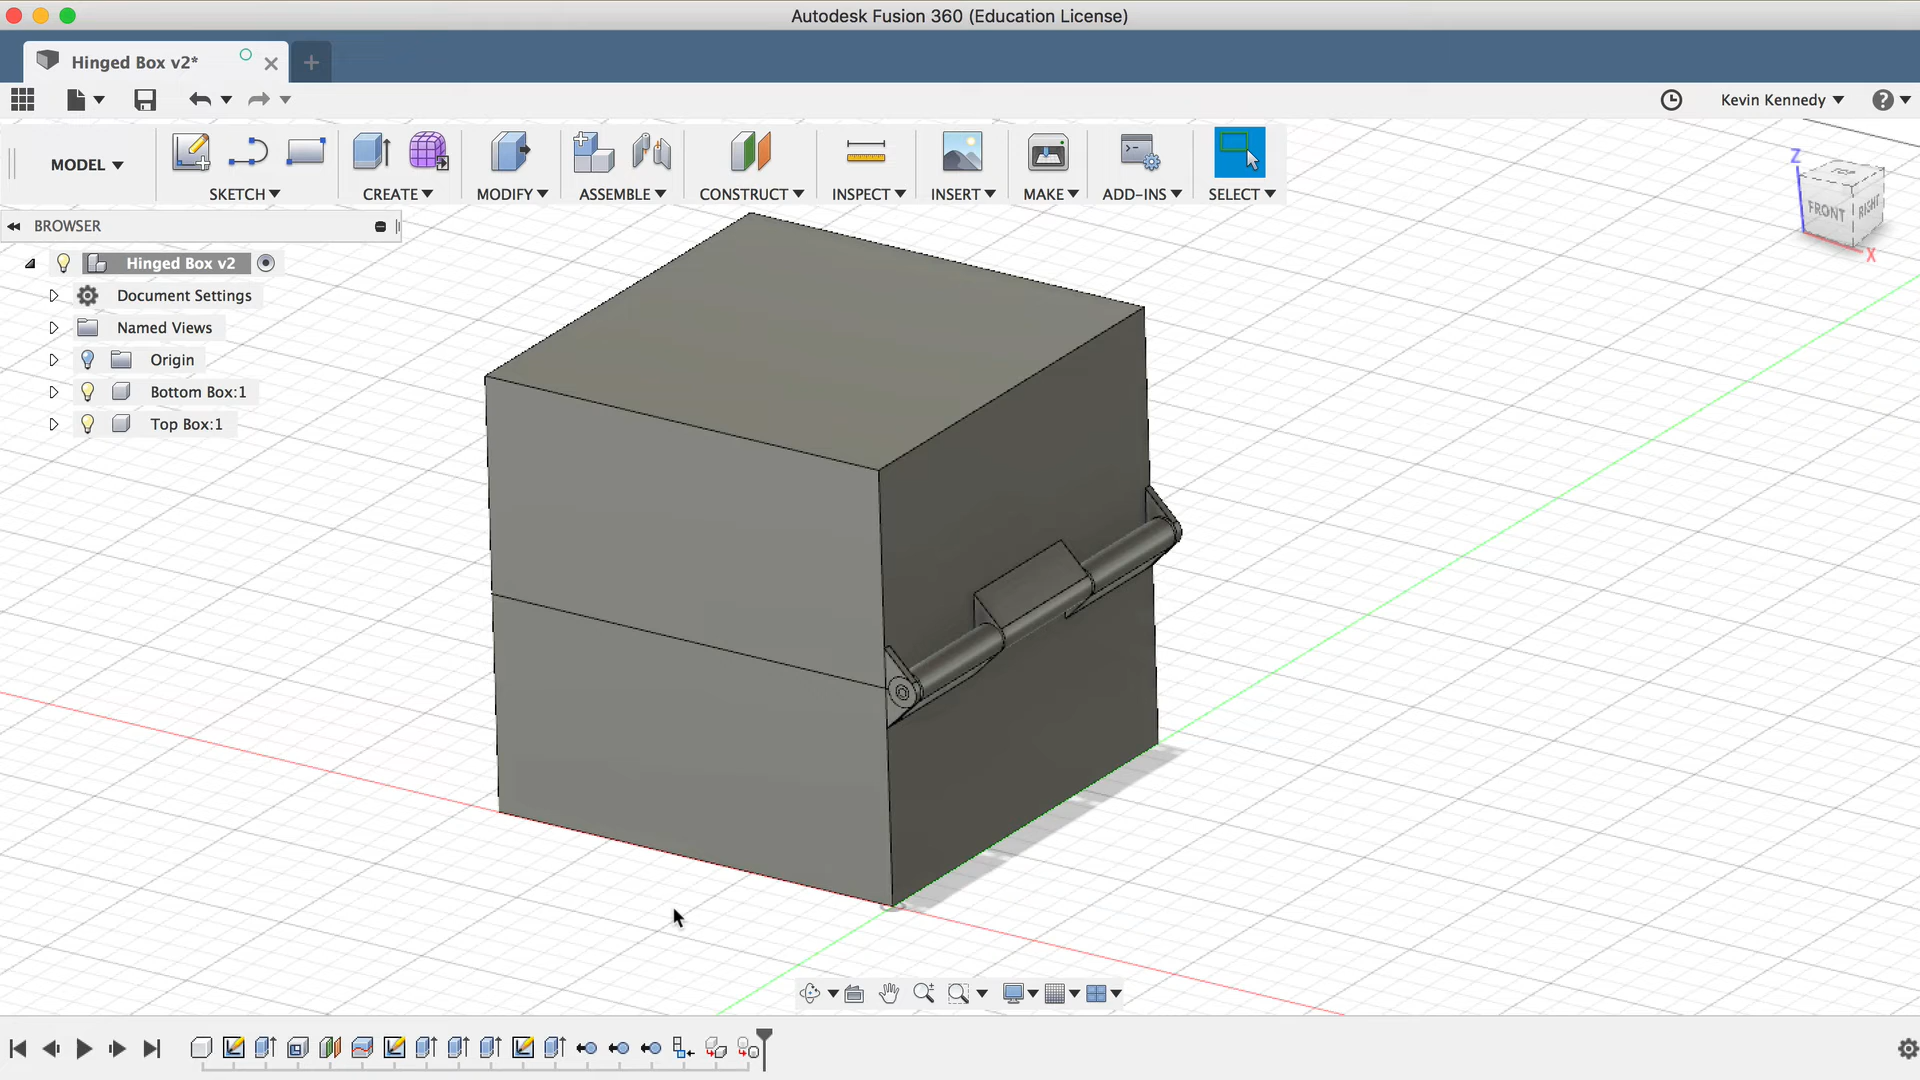 Autodesk Fusion 360 (Education License)
Hinged Box v2*
Kevin Kennedy
?
MODEL
SKETCH
CREATE
MODIFY
ASSEMBLE
CONSTRUCT
INSPECT
INSERT
MAKE
ADD-INS
SELECT
BROWSER
Hinged Box v2
Document Settings
Named Views
Origin
Bottom Box:1
Top Box:1
Z
TOP
FRONT
RIGHT
X